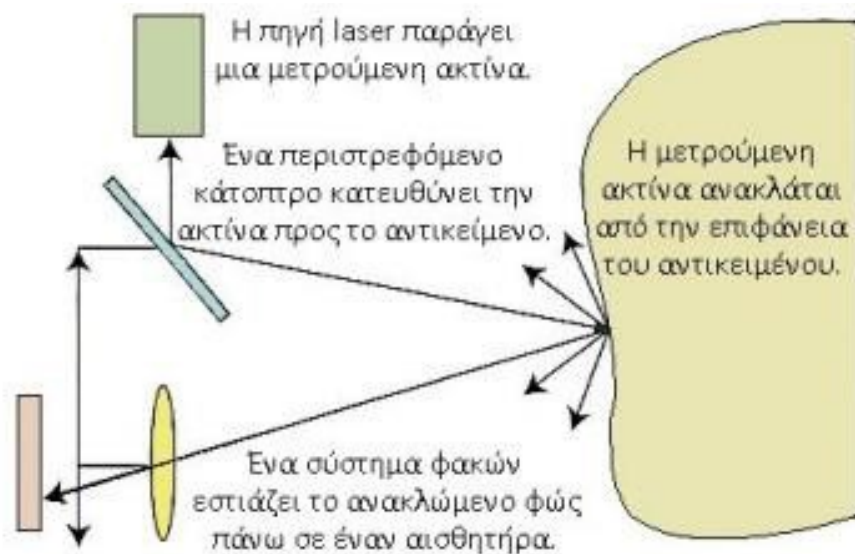 Η πηγή laser παράγει
μια μετρούμενη ακτίνα.
Ένα περιστρεφόμενο
κάτοπτρο κατευθύνει την
ακτίνα προς το αντικείμενο.
Η μετρούμενη
ακτίνα ανακλάται
από την επιφάνεια
του αντικειμένου.
Ένα σύστημα φακών
εστιάζει το ανακλώμενο φώς
πάνω σε έναν αισθητήρα.